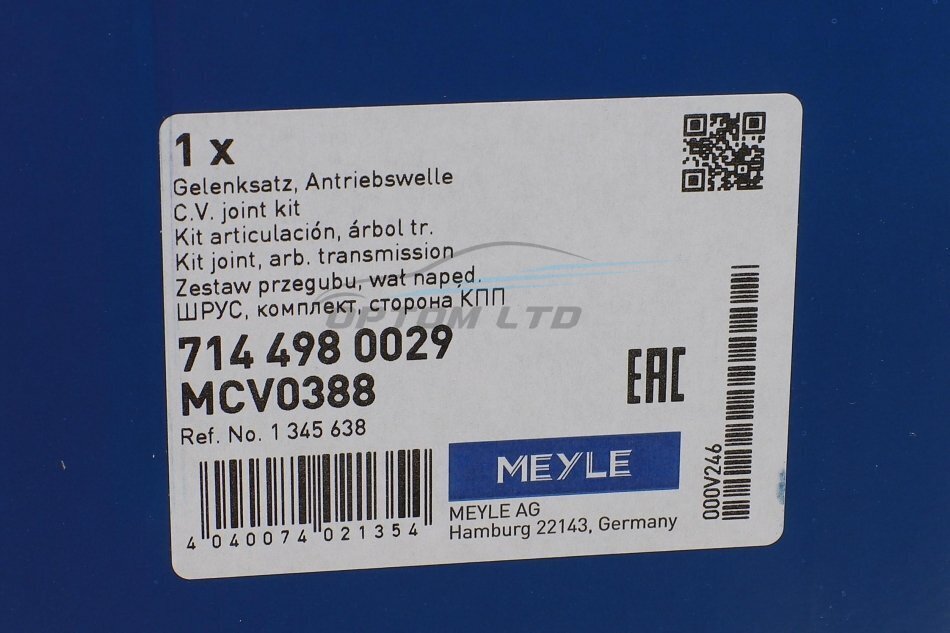 1 x
Gelenksatz, Antriebswelle
C.V. joint kit
Kit articulación, árbol tr.
Kit joint, arb. transmission
Zestaw przegubu, wał napęd.
ШРУС, комплект, сторона КПП
OPTOM LTD
714 498 0029
MCV0388
EAC
Ref. No. 1 345 638
MEYLE
MEYLE AG
Hamburg 22143, Germany
4 040074 021354
000V246